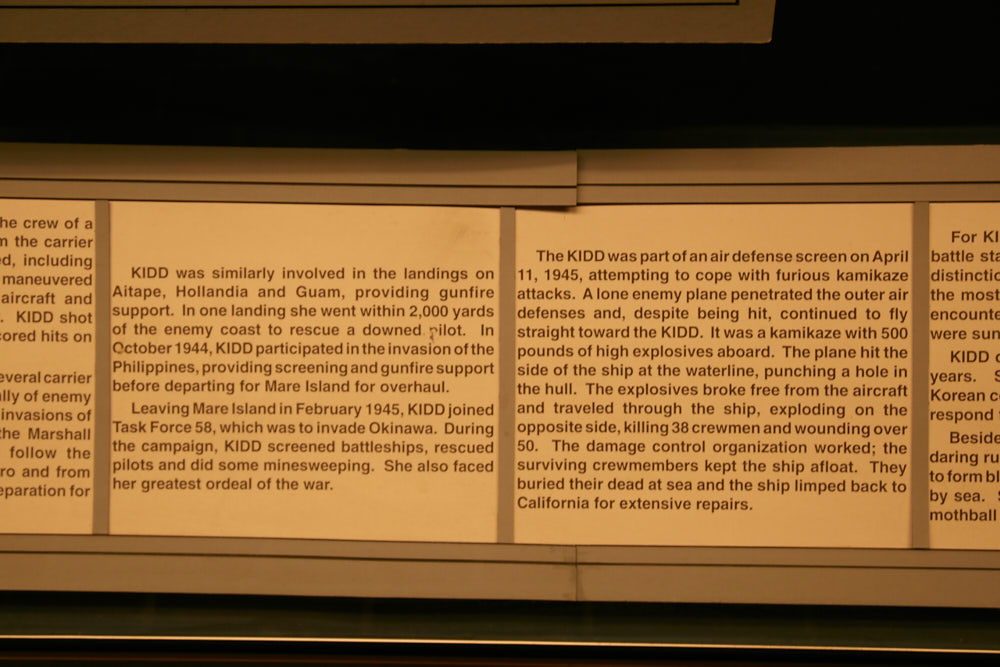 he crew of a
m the carrier
ed, including
maneuvered
aircraft and
. KIDD shot
cored hits on
everal carrier
lly of enemy
invasions of
the Marshall
follow the
ro and from
eparation for
KIDD was similarly involved in the landings on
Aitape, Hollandia and Guam, providing gunfire
support. In one landing she went within 2,000 yards
of the enemy coast to rescue a downed pilot. In
October 1944, KIDD participated in the invasion of the
Philippines, providing screening and gunfire support
before departing for Mare Island for overhaul.
Leaving Mare Island in February 1945, KIDD joined
Task Force 58, which was to invade Okinawa. During
the campaign, KIDD screened battleships, rescued
pilots and did some minesweeping. She also faced
her greatest ordeal of the war.
The KIDD was part of an air defense screen on April
11, 1945, attempting to cope with furious kamikaze
attacks. A lone enemy plane penetrated the outer air
defenses and, despite being hit, continued to fly
straight toward the KIDD. It was a kamikaze with 500
pounds of high explosives aboard. The plane hit the
side of the ship at the waterline, punching a hole in
the hull. The explosives broke free from the aircraft
and traveled through the ship, exploding on the
opposite side, killing 38 crewmen and wounding over
50. The damage control organization worked; the
surviving crewmembers kept the ship afloat. They
buried their dead at sea and the ship limped back to
California for extensive repairs.
For KI
battle sta
distinctio
the most
encounte
were sun
KIDD
years. S
Korean c
respond
Beside
daring ru
to form bl
by sea.
mothball